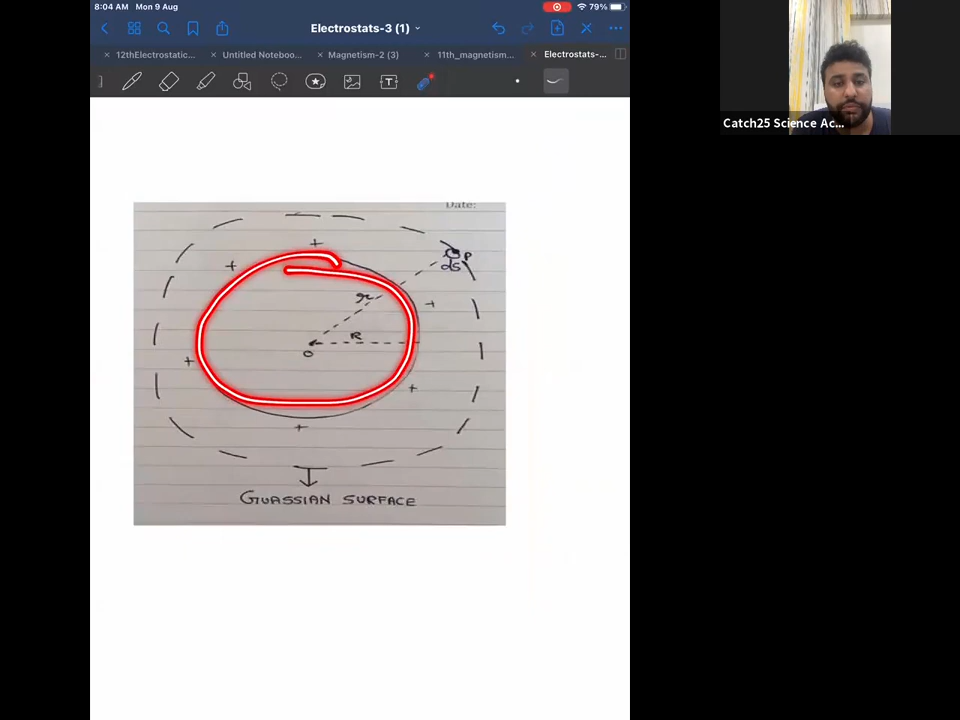 8:04 AM Mon 9 Aug
79%
Electrostats-3 (1)
12thElectrostatic...
Untitled Noteboo...
Magnetism-2 (3)
11th_magnetism...
Electrostats-...
T
Catch25 Science Ac...
Date:
+
+
P
ds
r
+
R
O
+
+
+
GUASSIAN SURFACE